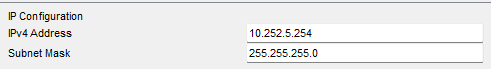 IP Configuration
IPv4 Address 10.252.5.254
Subnet Mask 255.255.255.0